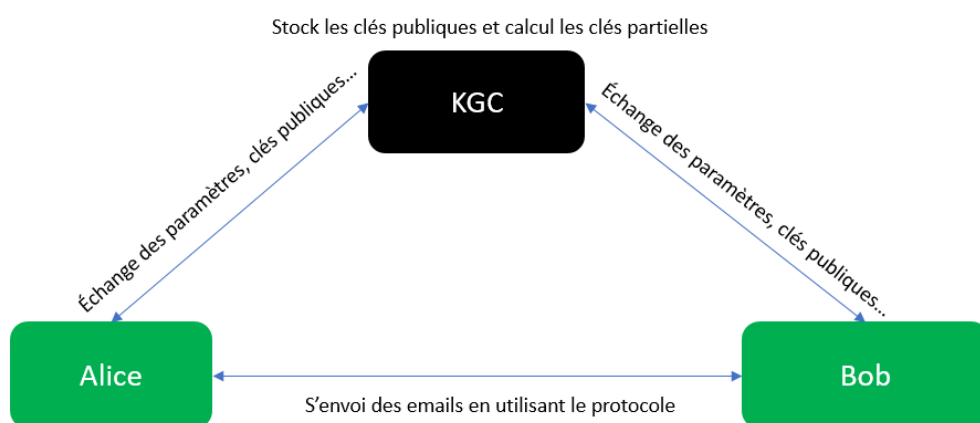 Stock les clés publiques et calcul les clés partielles
KGC
Échange des paramètres, clés publiques...
Échange des paramètres, clés publiques...
Alice
Bob
S'envoi des emails en utilisant le protocole